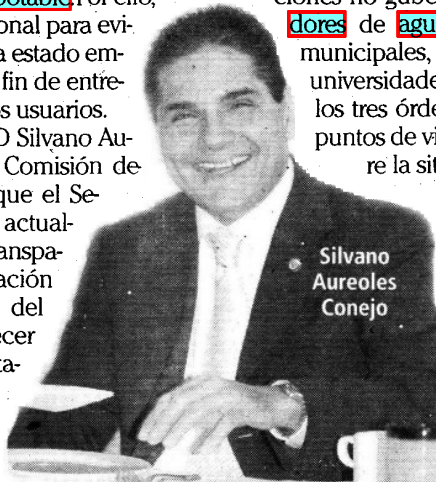 potable. Por ello,
onal para evi-
a estado em-
fin de entre-
os usuarios.
O Silvano Au-
Comisión de
que el Se-
actual-
anspa-
ación
del
ecer
ta-
ciones no gube
dores de agu
municipales,
universidade
los tres órde
puntos de vi
re la sit
Silvano
Aureoles
Conejo